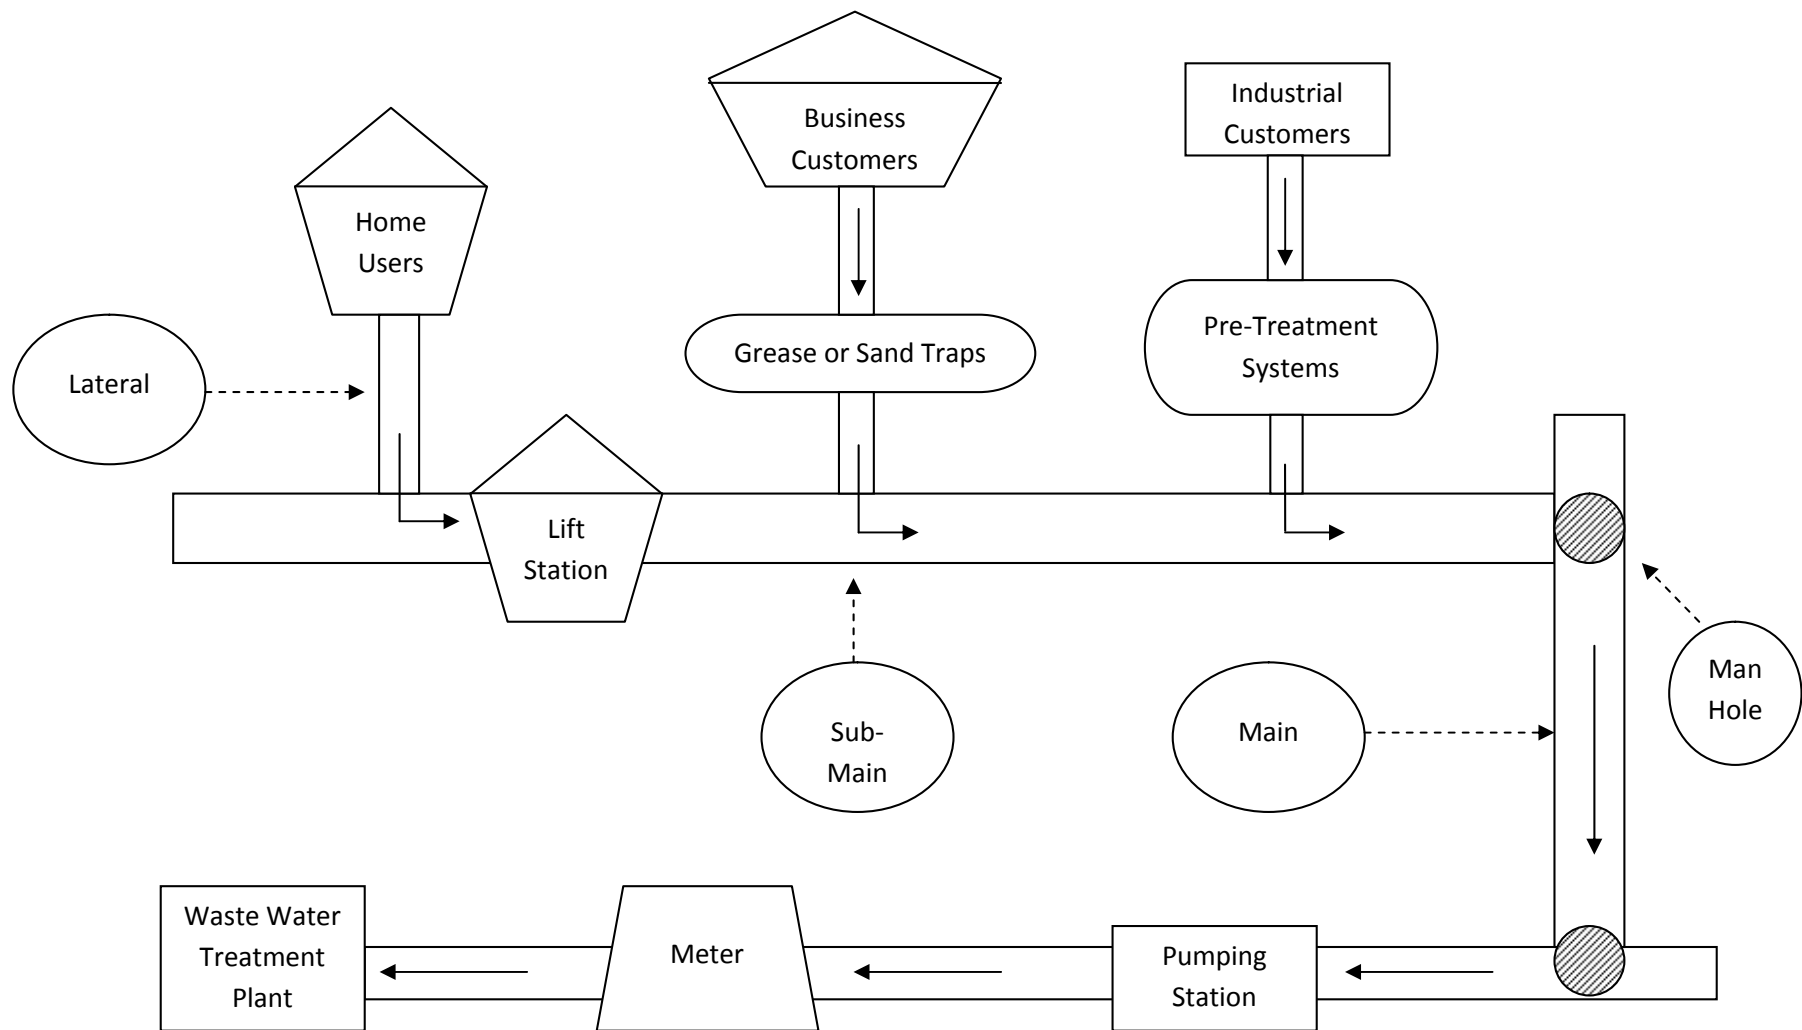 Business
Customers
Industrial
Customers
Home
Users
Lateral
Grease or Sand Traps
Pre-Treatment
Systems
Lift
Station
Sub-
Main
Main
Man
Hole
Waste Water
Treatment
Plant
Meter
Pumping
Station